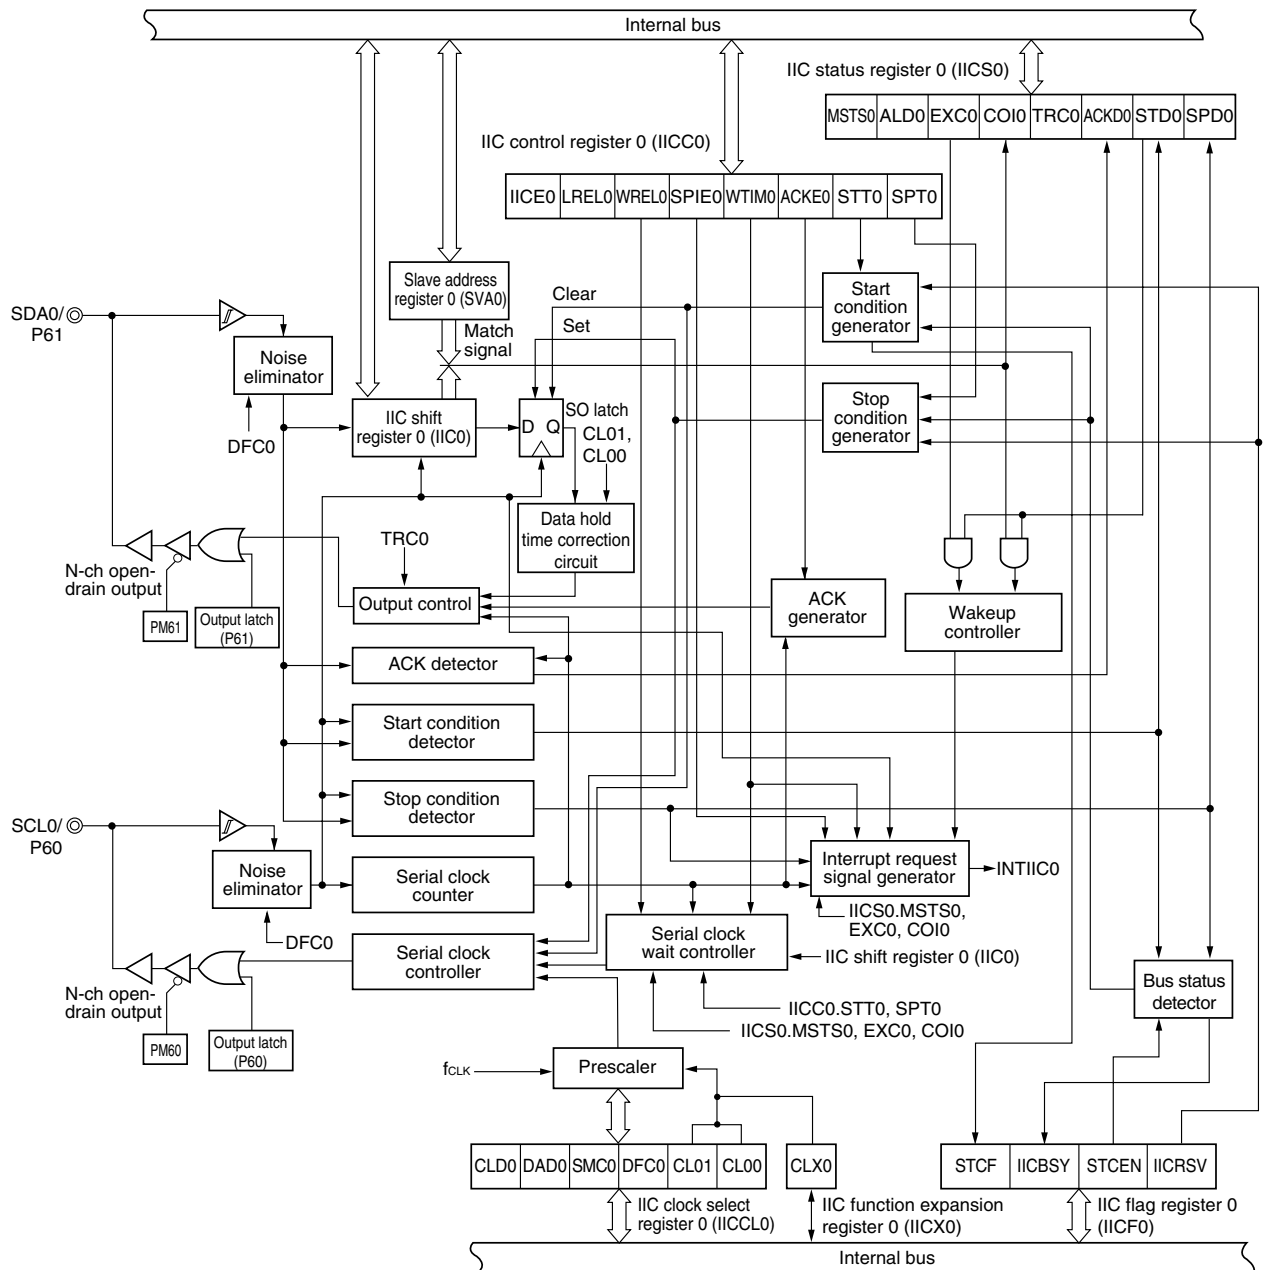 Internal bus
IIC status register 0 (IICS0)
MSTS0 ALD0 EXC0 COI0 TRC0 ACKD0 STD0 SPD0
IIC control register 0 (IICC0)
IICE0 LREL0 WREL0 SPIE0 WTIM0 ACKE0 STT0 SPT0
Slave address
register 0 (SVA0)
Clear
Start
condition
generator
SDA0/
P61
Set
Match
signal
Noise
eliminator
Stop
condition
generator
IIC shift
register 0 (IIC0)
D Q
SO latch
CL01,
CL00
DFC0
Data hold
time correction
circuit
TRC0
N-ch open-
drain output
PM61
Output latch
(P61)
Output control
ACK
generator
Wakeup
controller
ACK detector
Start condition
detector
Stop condition
detector
SCL0/
P60
Noise
eliminator
Serial clock
counter
Interrupt request
signal generator
INTIIC0
IICS0.MSTS0,
EXC0, COI0
DFC0
Serial clock
controller
Serial clock
wait controller
IIC shift register 0 (IIC0)
Bus status
detector
N-ch open-
drain output
PM60
Output latch
(P60)
IICC0.STT0, SPT0
IICS0.MSTS0, EXC0, COI0
fCLK
Prescaler
CLD0 DAD0 SMC0 DFC0 CL01 CL00
CLX0
STCF IICBSY STCEN IICRSV
IIC clock select
register 0 (IICCL0)
IIC function expansion
register 0 (IICX0)
IIC flag register 0
(IICF0)
Internal bus